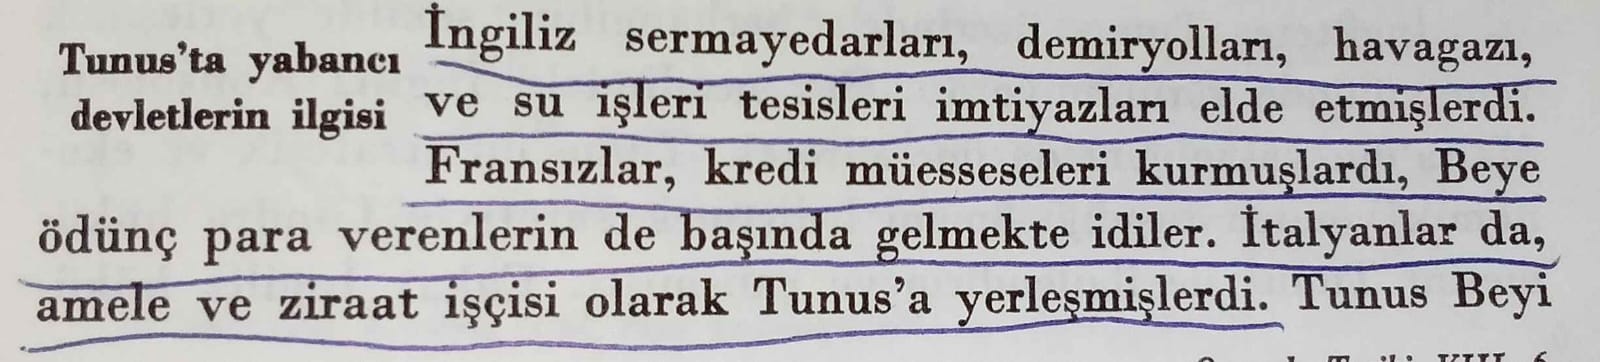 Tunus'ta yabancı
devletlerin ilgisi
İngiliz sermayedarları, demiryolları, havagazı,
ve su işleri tesisleri imtiyazları elde etmişlerdi.
Fransızlar, kredi müesseseleri kurmuşlardı, Beye
ödünç para verenlerin de başında gelmekte idiler. İtalyanlar da,
amele ve ziraat işçisi olarak Tunus'a yerleşmişlerdi. Tunus Beyi